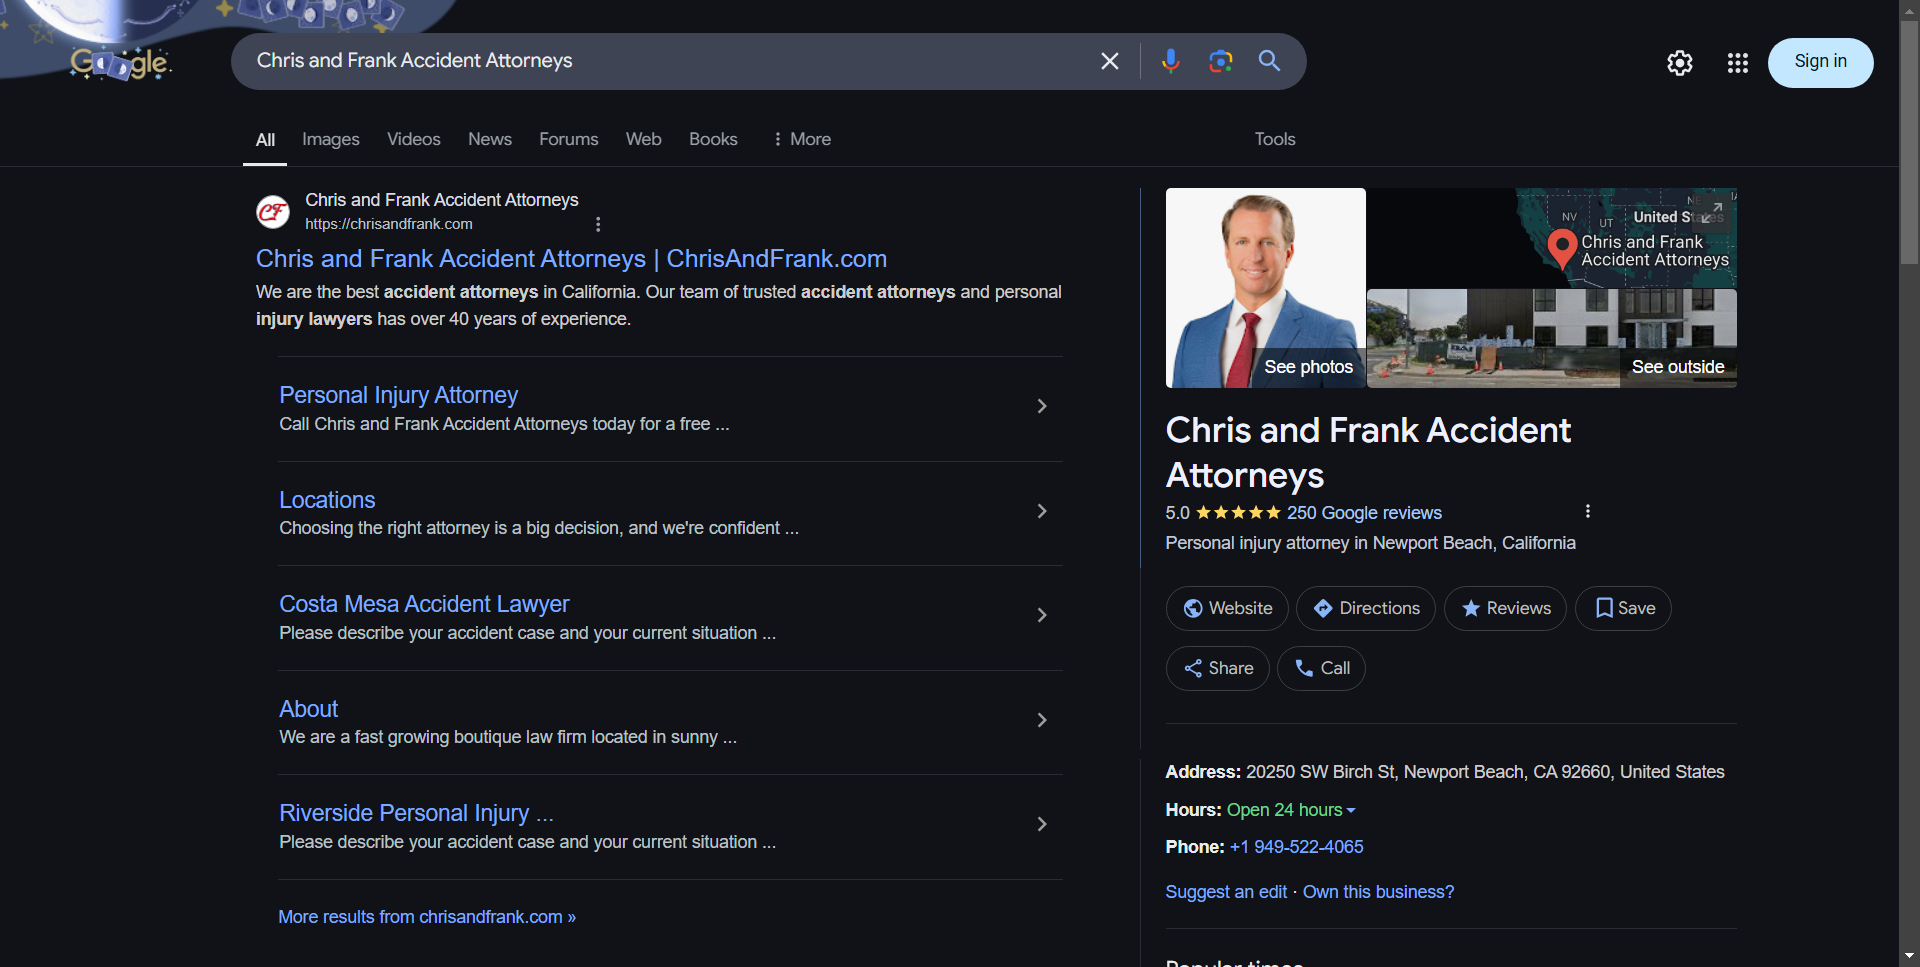 Google
Chris and Frank Accident Attorneys
Sign in
All
Images
Videos
News
Forums
Web
Books
More
Tools
CF
Chris and Frank Accident Attorneys
https://chrisandfrank.com
Chris and Frank Accident Attorneys | ChrisAndFrank.com
We are the best accident attorneys in California. Our team of trusted accident attorneys and personal
injury lawyers has over 40 years of experience.
Personal Injury Attorney
Call Chris and Frank Accident Attorneys today for a free ...
Locations
Choosing the right attorney is a big decision, and we're confident ...
Costa Mesa Accident Lawyer
Please describe your accident case and your current situation ...
About
We are a fast growing boutique law firm located in sunny ...
Riverside Personal Injury ...
Please describe your accident case and your current situation ...
More results from chrisandfrank.com »
See photos
NV
UT
NE
IA
United States
Chris and Frank
Accident Attorneys
See outside
Chris and Frank Accident
Attorneys
5.0
250 Google reviews
Personal injury attorney in Newport Beach, California
Website
Directions
Reviews
Save
Share
Call
Address: 20250 SW Birch St, Newport Beach, CA 92660, United States
Hours: Open 24 hours
Phone: +1 949-522-4065
Suggest an edit · Own this business?
Popular times